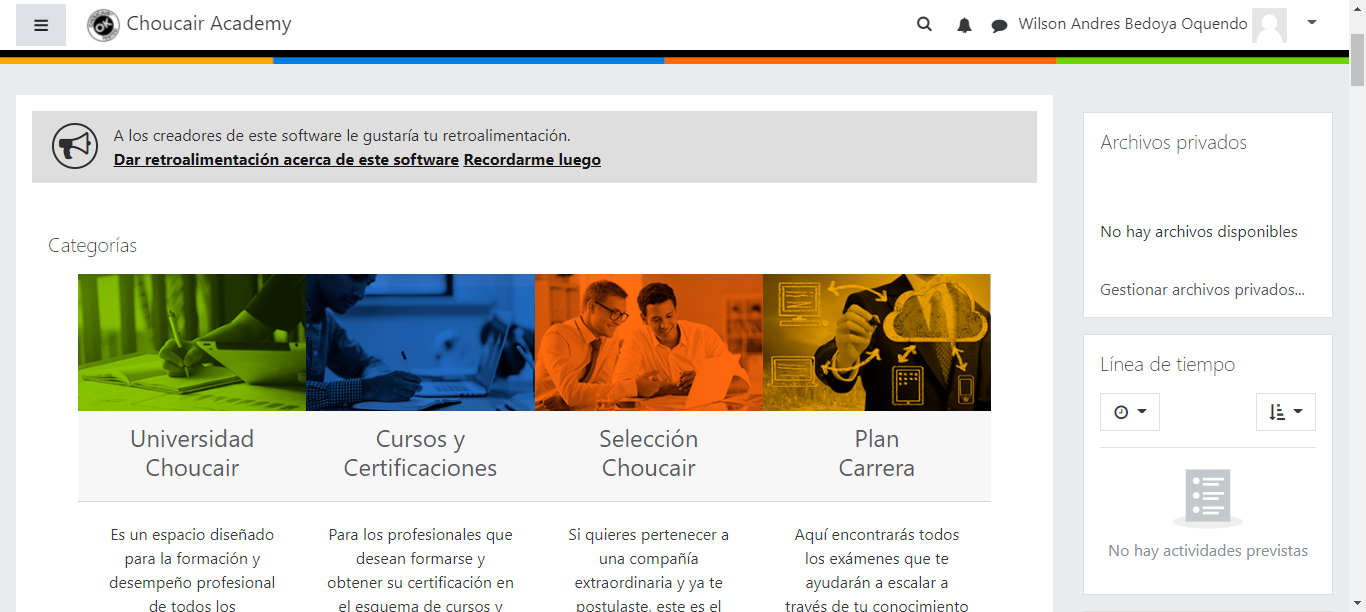 Choucair Academy
Wilson Andres Bedoya Oquendo
A los creadores de este software le gustaría tu retroalimentación.
Dar retroalimentación acerca de este software Recordarme luego
Categorías
Universidad
Choucair
Es un espacio diseñado
para la formación y
desempeño profesional
de todos los
Cursos y
Certificaciones
Para los profesionales que
desean formarse y
obtener su certificación en
el esquema de cursos y
Selección
Choucair
Si quieres pertenecer a
una compañía
extraordinaria y ya te
postulaste, este es el
Plan
Carrera
Aquí encontrarás todos
los exámenes que te
ayudarán a escalar a
través de tu conocimiento
Archivos privados
No hay archivos disponibles
Gestionar archivos privados...
Línea de tiempo
No hay actividades previstas